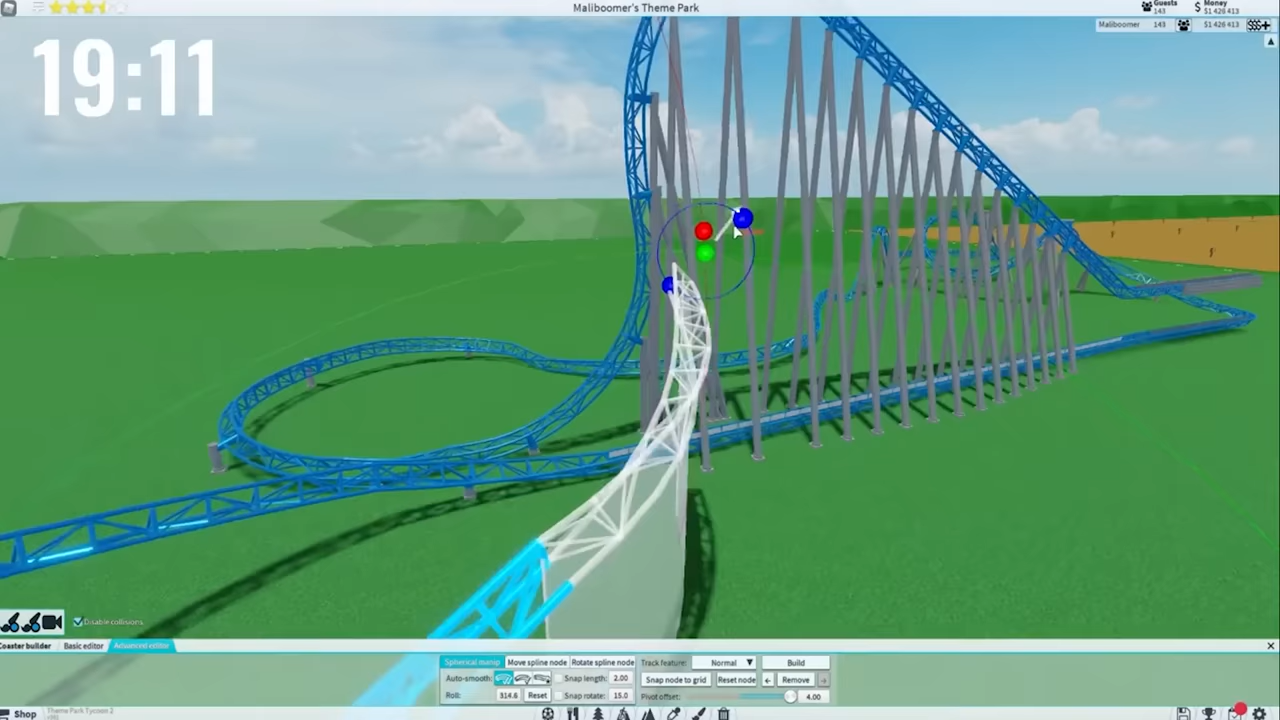 Maliboomer's Theme Park
Guests
143
Money
$1 426 413
Maliboomer 143 $1 426 413
19:11
Disable collisions
Coaster builder Basic editor Advanced editor
Spherical manip Move spline node Rotate spline node Track feature: Normal Build
Auto-smooth: Snap length: 2.00 Snap node to grid Reset node Remove
Roll: 314.6 Reset Snap rotate: 15.0 Pivot offset: 4.00
Shop Theme Park Tycoon 2